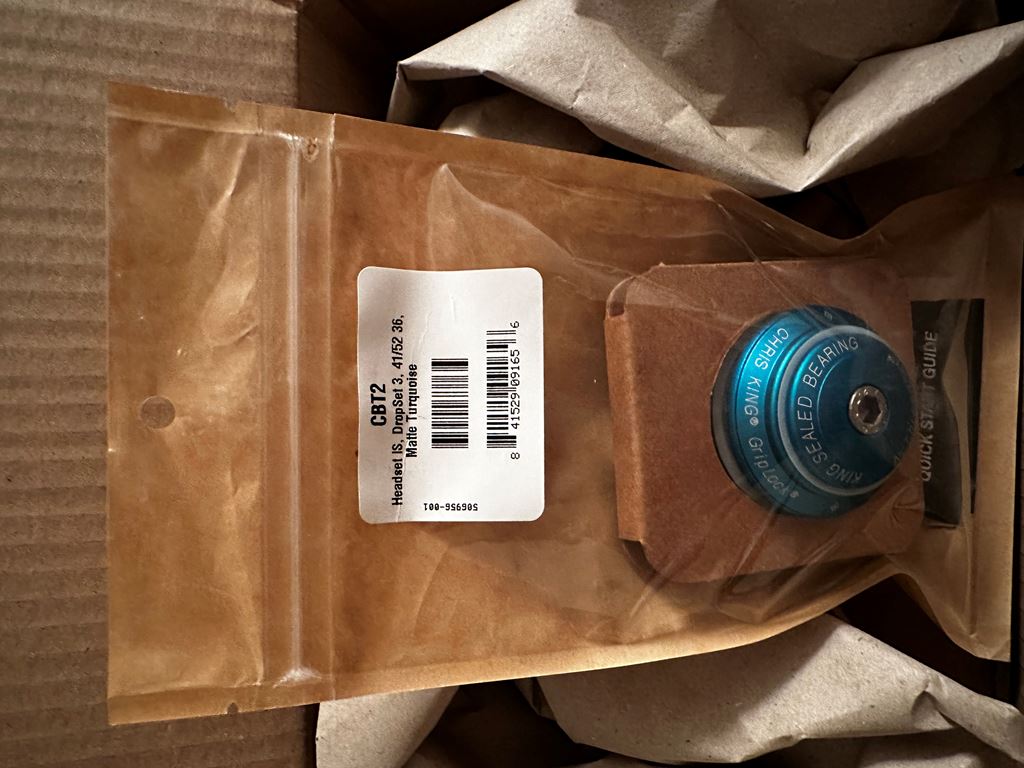 CBT2
Headset IS, DropSet 3, 41/52 36,
Matte Turquoise
8 41529 09165 6
506956-001
CHRIS KING® GripLock®
KING SEALED BEARING
QUICK START GUIDE